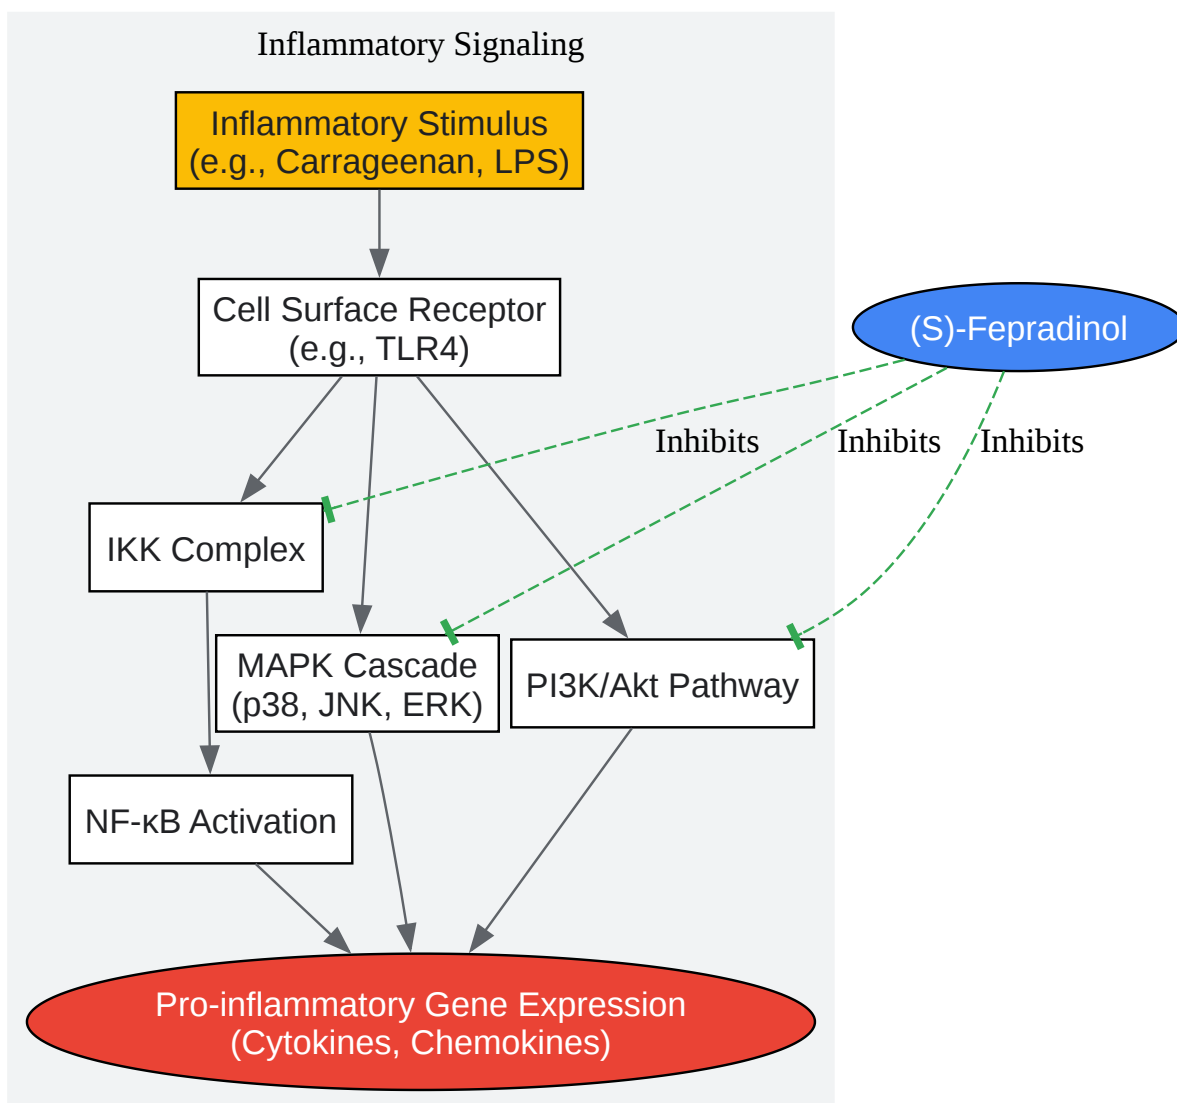 Inflammatory Signaling
Inflammatory Stimulus
(e.g., Carrageenan, LPS)
Cell Surface Receptor
(e.g., TLR4)
(S)-Fepradinol
Inhibits
Inhibits
Inhibits
IKK Complex
MAPK Cascade
(p38, JNK, ERK)
PI3K/Akt Pathway
NF-κB Activation
Pro-inflammatory Gene Expression
(Cytokines, Chemokines)